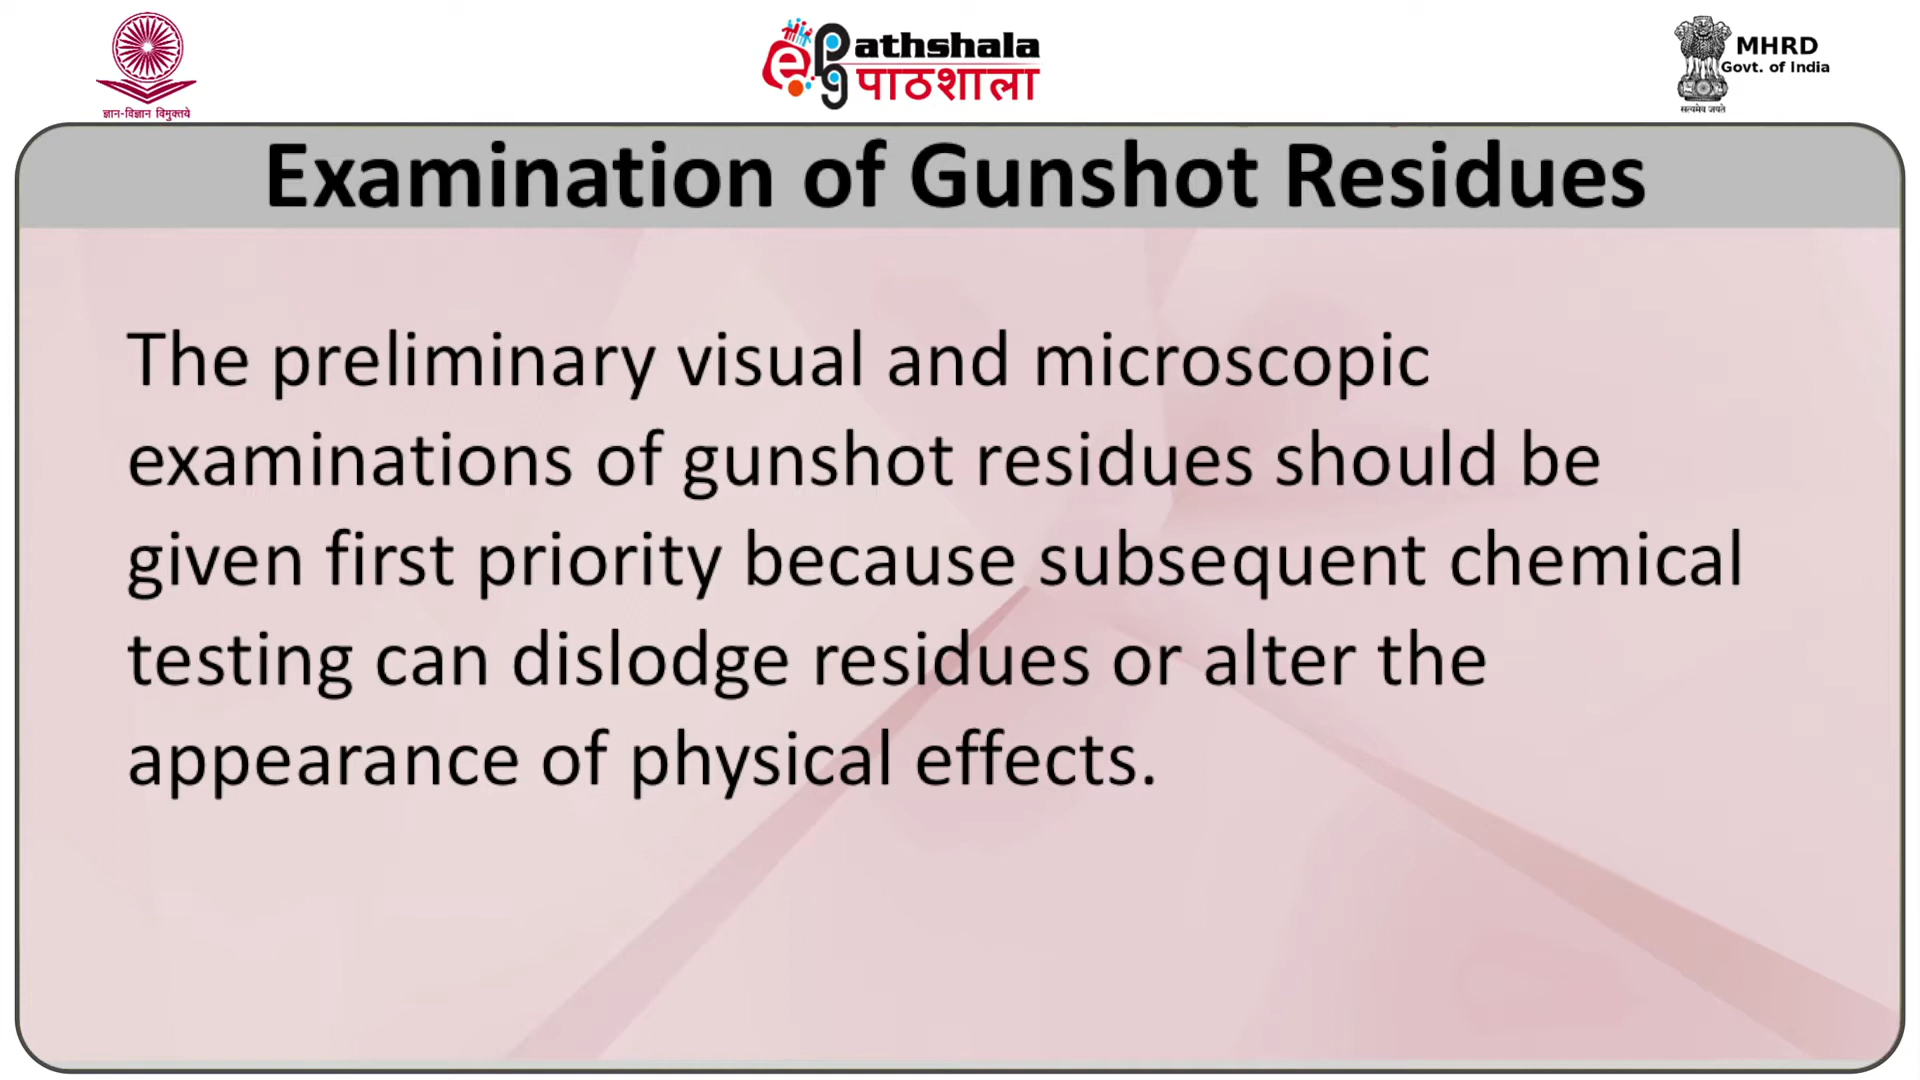 ज्ञान-विज्ञान विमुक्तये
e PG Pathshala
पाठशाला
MHRD
Govt. of India
सत्यमेव जयते
Examination of Gunshot Residues
The preliminary visual and microscopic
examinations of gunshot residues should be
given first priority because subsequent chemical
testing can dislodge residues or alter the
appearance of physical effects.